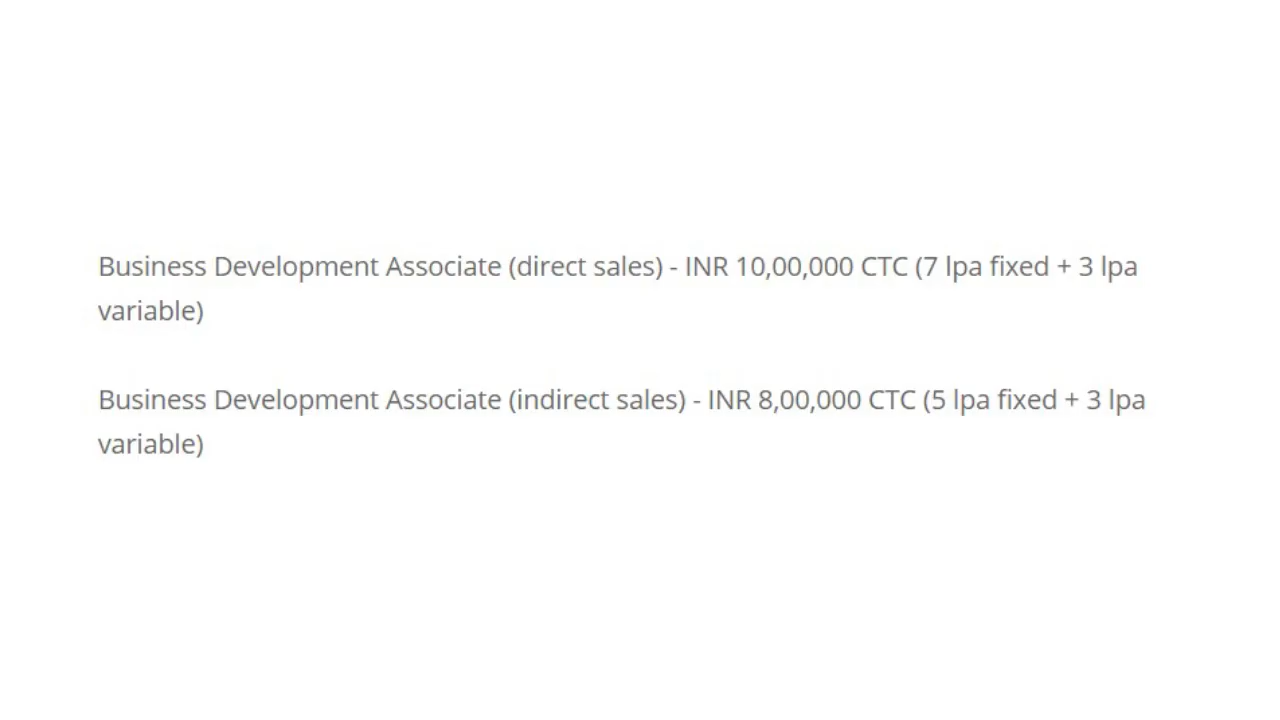 Business Development Associate (direct sales) - INR 10,00,000 CTC (7 lpa fixed + 3 lpa
variable)
Business Development Associate (indirect sales) - INR 8,00,000 CTC (5 lpa fixed + 3 lpa
variable)